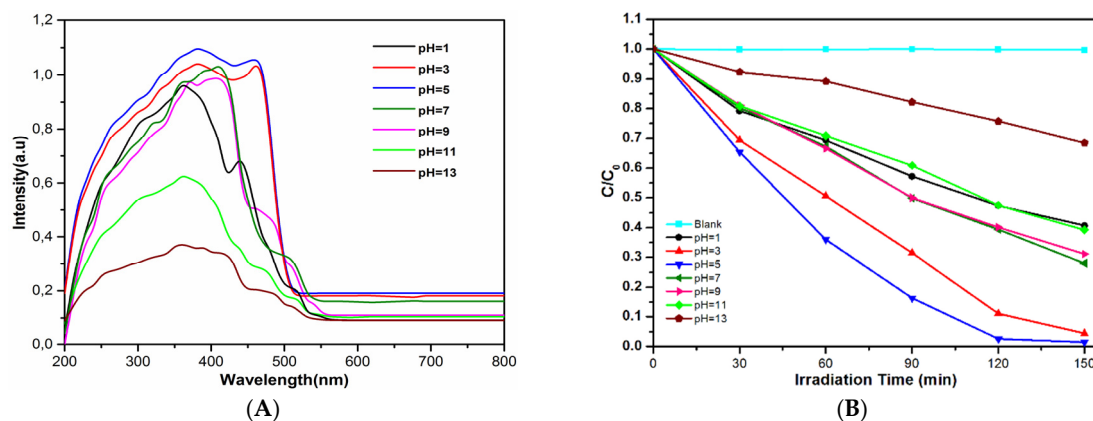 1,2
1,0
0,8
0,6
0,4
0,2
0,0
Intensity(a.u)
pH=1
pH=3
pH=5
pH=7
pH=9
pH=11
pH=13
200 300 400 500 600 700 800
Wavelength(nm)
(A)
1.1
1.0
0.9
0.8
0.7
0.6
0.5
0.4
0.3
0.2
0.1
0.0
C/C0
Blank
pH=1
pH=3
pH=5
pH=7
pH=9
pH=11
pH=13
0 30 60 90 120 150
Irradiation Time (min)
(B)